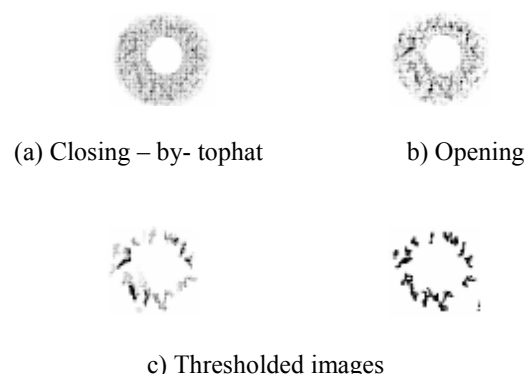 (a) Closing – by- tophat b) Opening
c) Thresholded images